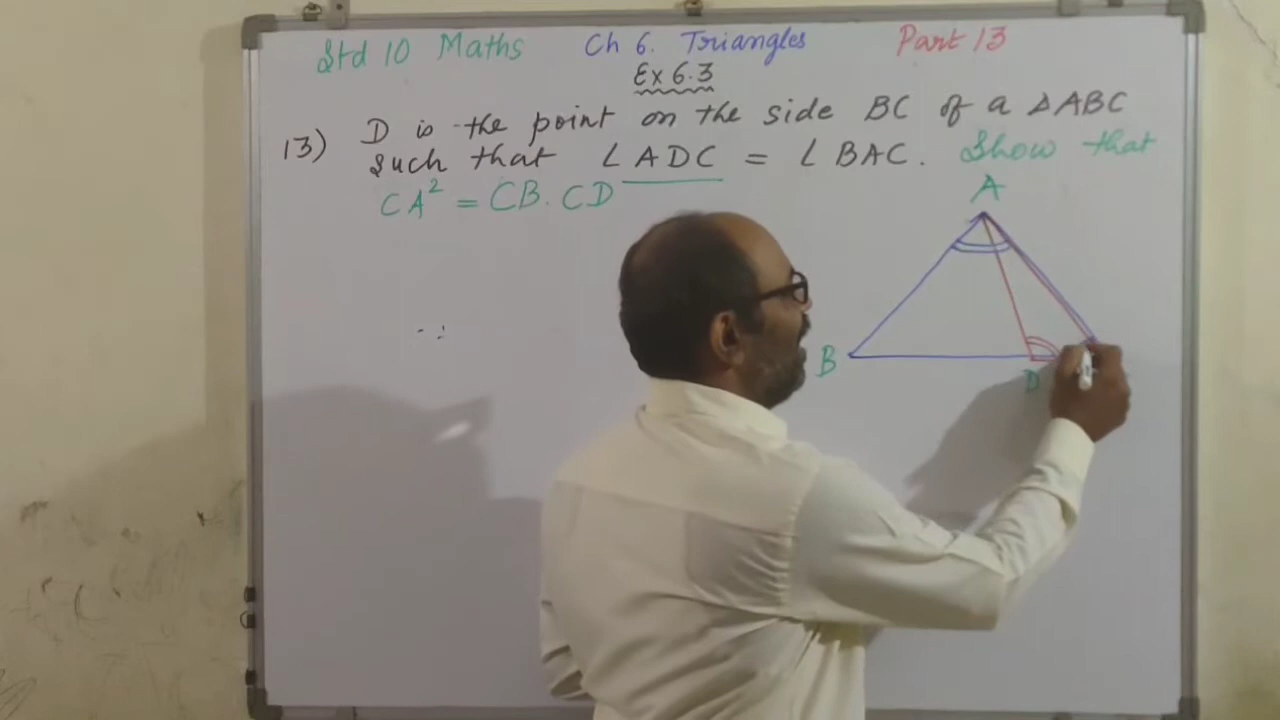 Std 10 Maths Ch 6. Triangles Part 13
Ex 6.3
13) D is the point on the side BC of a △ABC
such that ∠ADC = ∠BAC. Show that
CA² = CB. CD
A
B
D